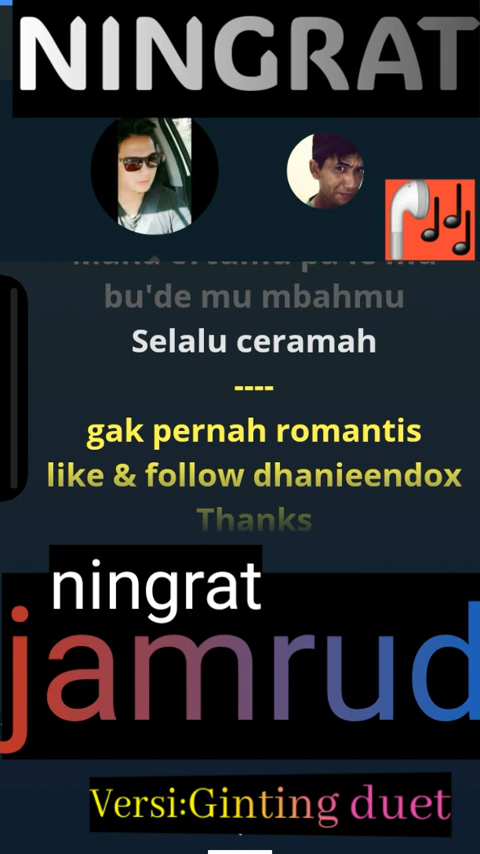 NINGRAT
bu'de mu mbahmu
Selalu ceramah
----
gak pernah romantis
like & follow dhanieendox
Thanks
ningrat
jamrud
Versi:Ginting duet